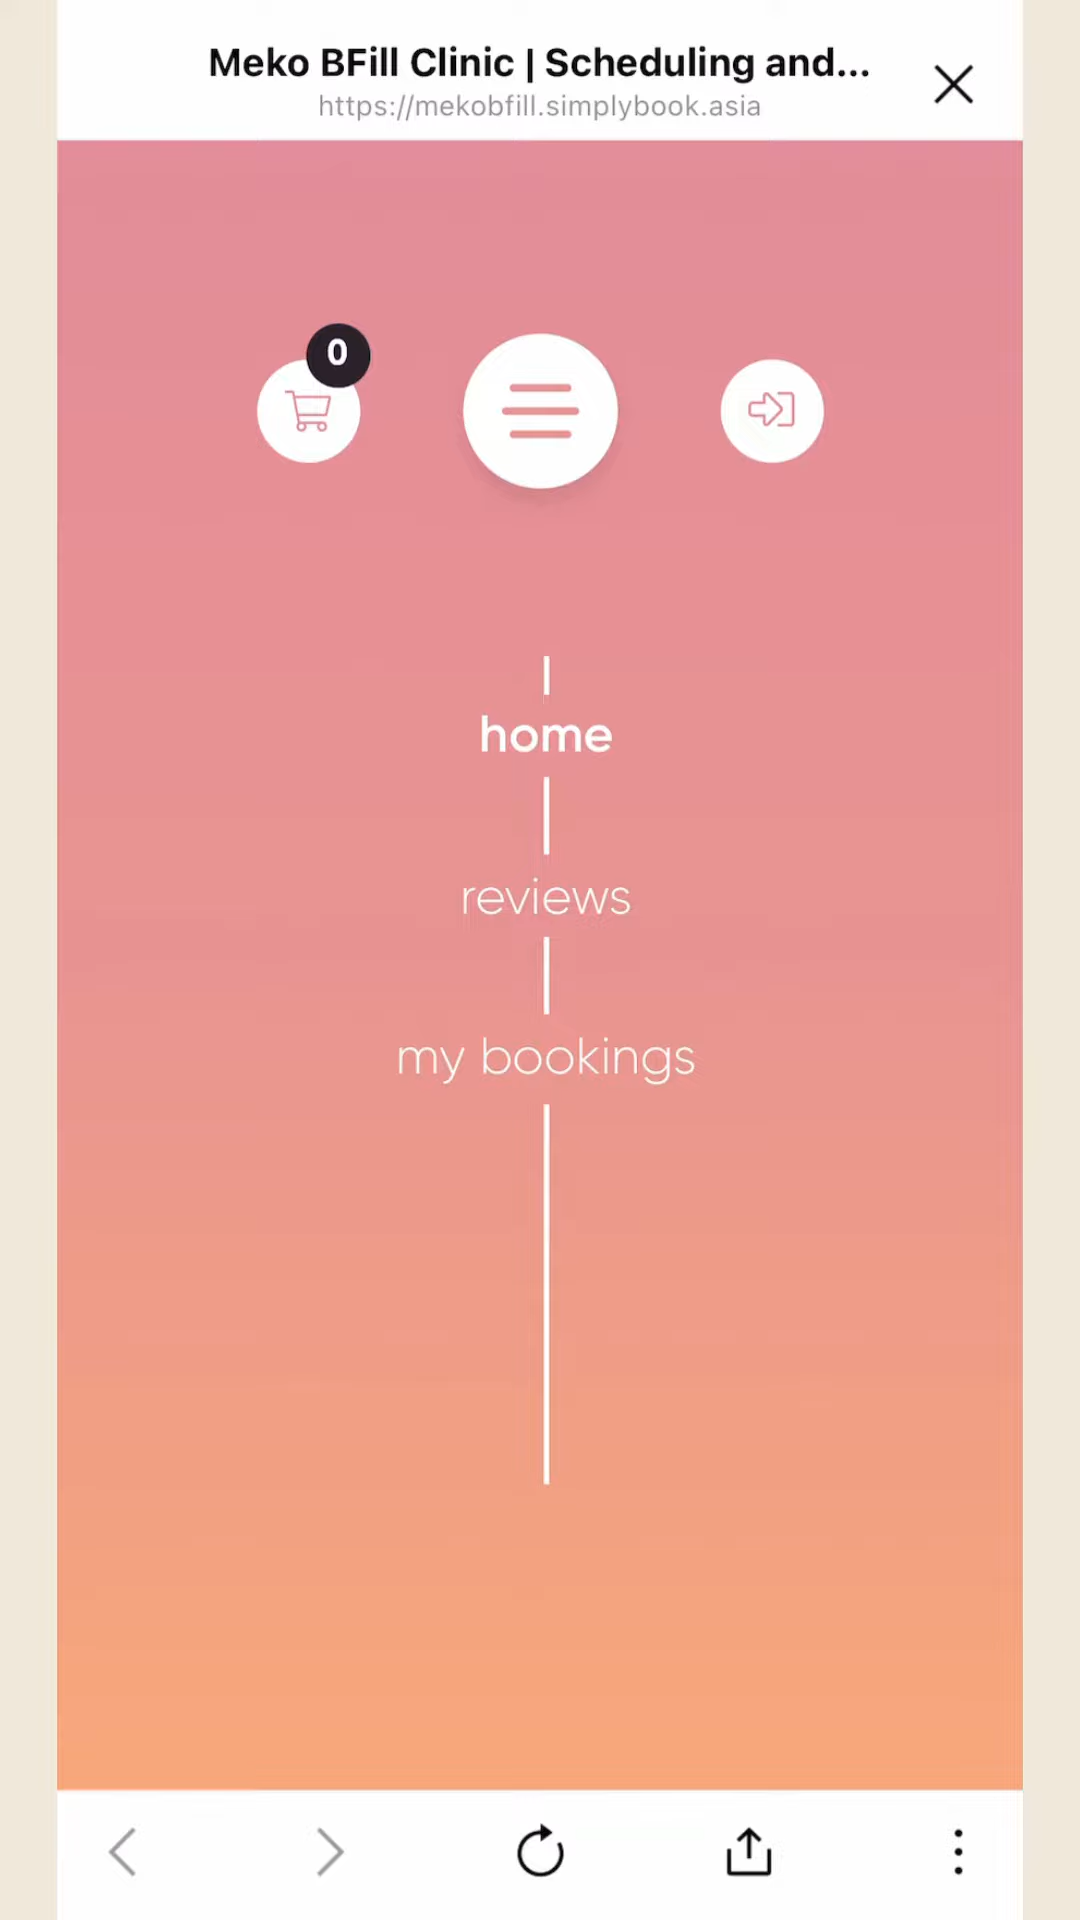 Meko BFill Clinic | Scheduling and...
https://mekobfill.simplybook.asia
0
home
reviews
my bookings